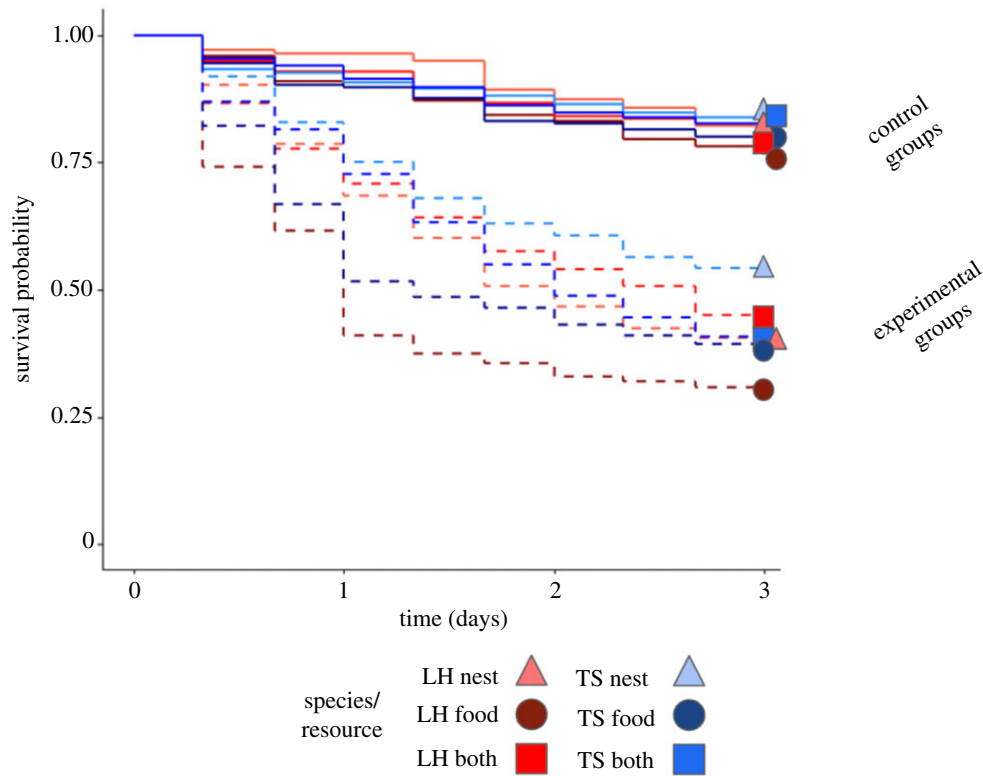 1.00
0.75
0.50
0.25
0
survival probability
0 1 2 3
time (days)
control
groups
experimental
groups
species/
resource
LH nest TS nest
LH food TS food
LH both TS both